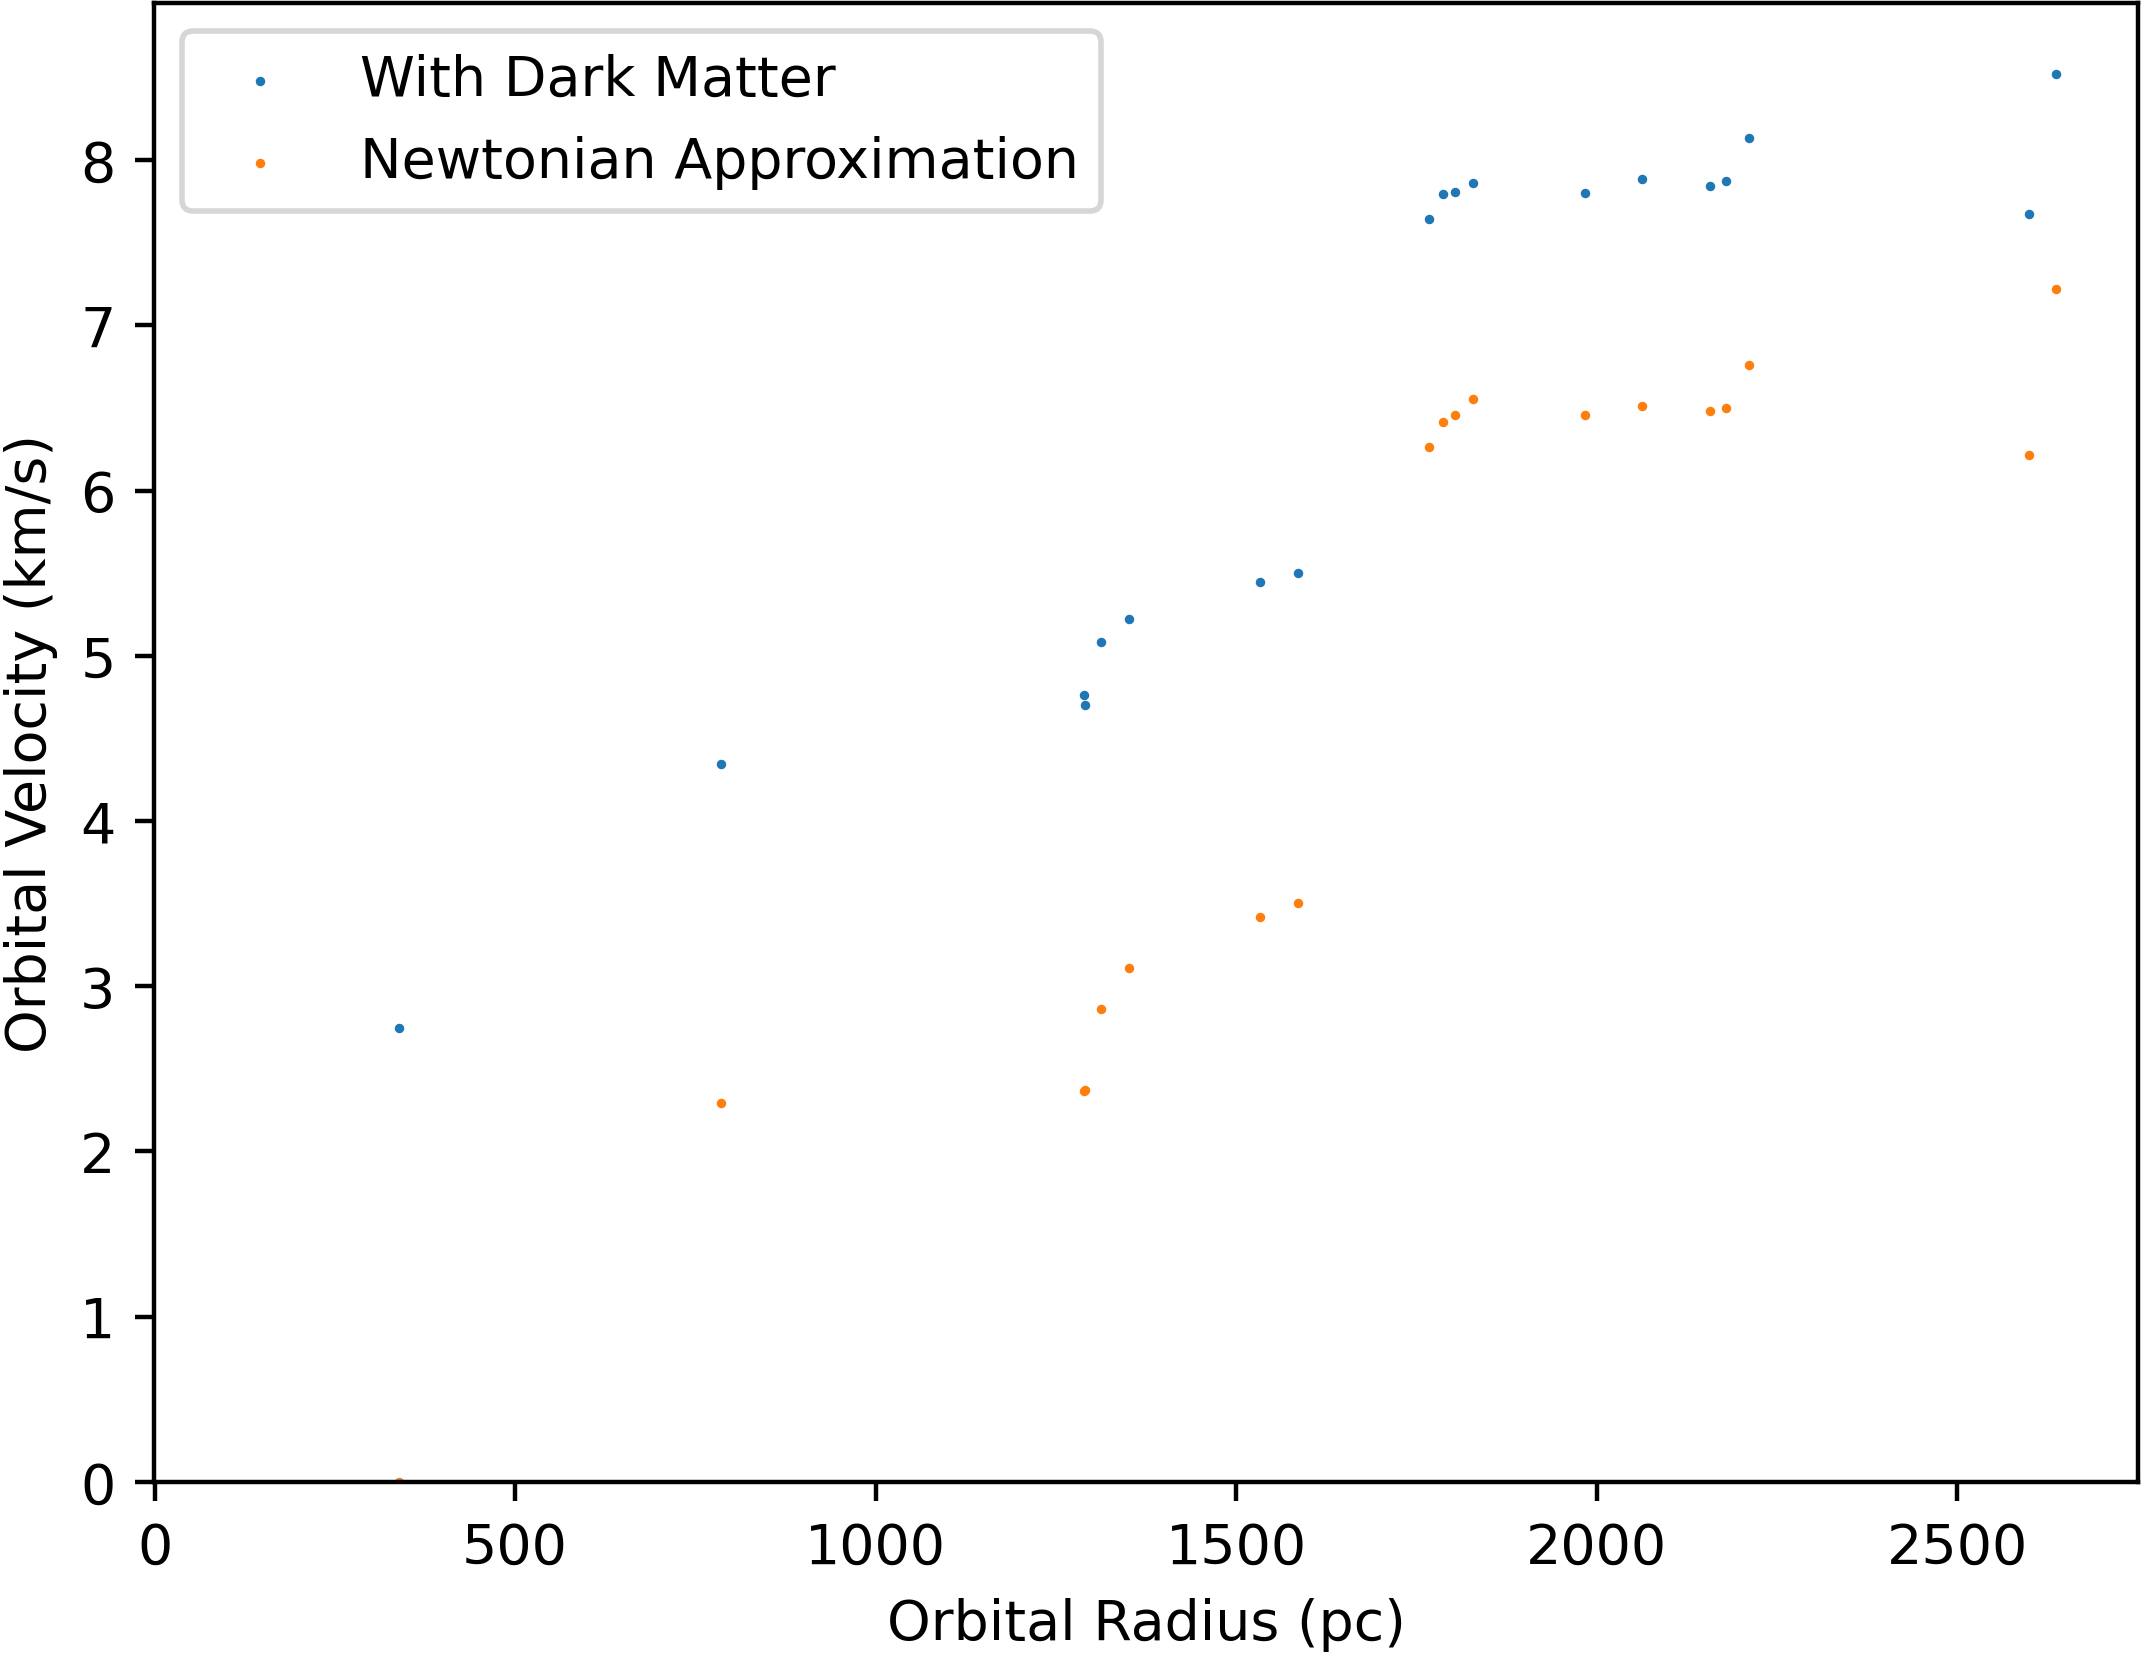 With Dark Matter
Newtonian Approximation
8
7
6
5
4
3
2
1
0
Orbital Velocity (km/s)
0 500 1000 1500 2000 2500
Orbital Radius (pc)